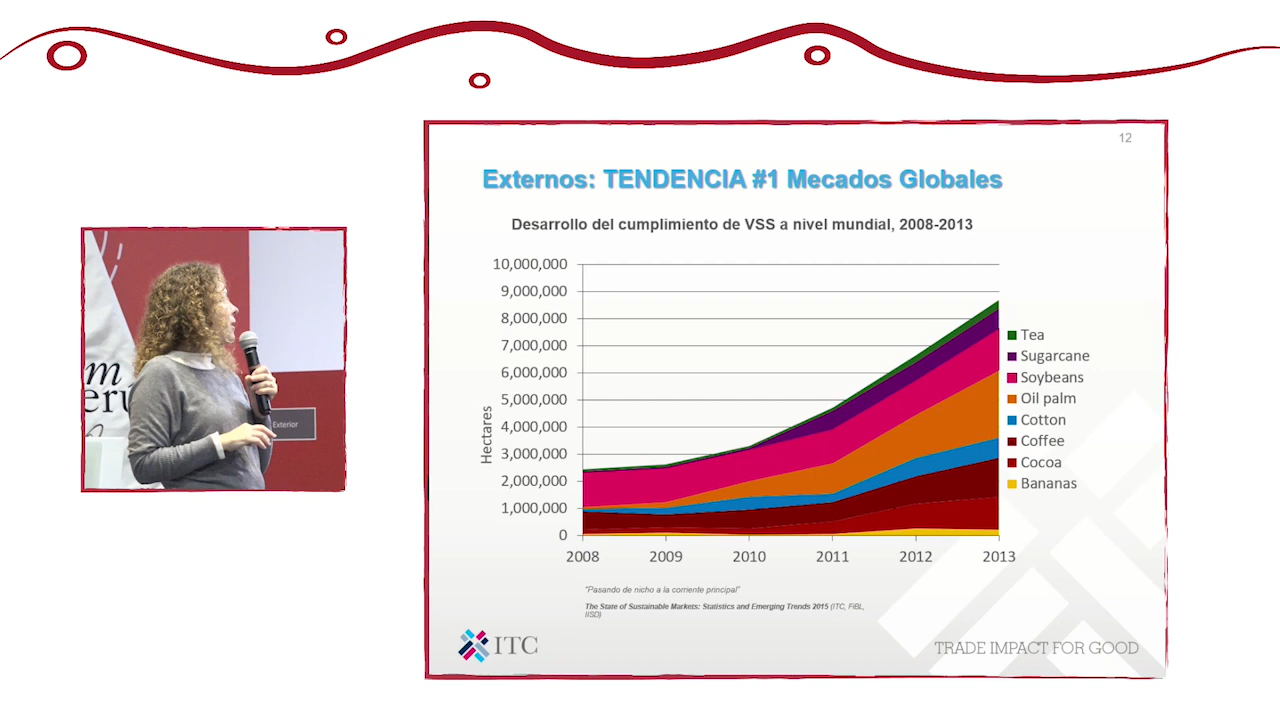 12
Externos: TENDENCIA #1 Mecados Globales
Desarrollo del cumplimiento de VSS a nivel mundial, 2008-2013
10,000,000
9,000,000
8,000,000
7,000,000
6,000,000
5,000,000
4,000,000
3,000,000
2,000,000
1,000,000
0
Hectares
2008 2009 2010 2011 2012 2013
Tea
Sugarcane
Soybeans
Oil palm
Cotton
Coffee
Cocoa
Bananas
"Pasando de nicho a la corriente principal"
The State of Sustainable Markets: Statistics and Emerging Trends 2015 (ITC, FiBL,
IISD)
ITC
TRADE IMPACT FOR GOOD
Exterior